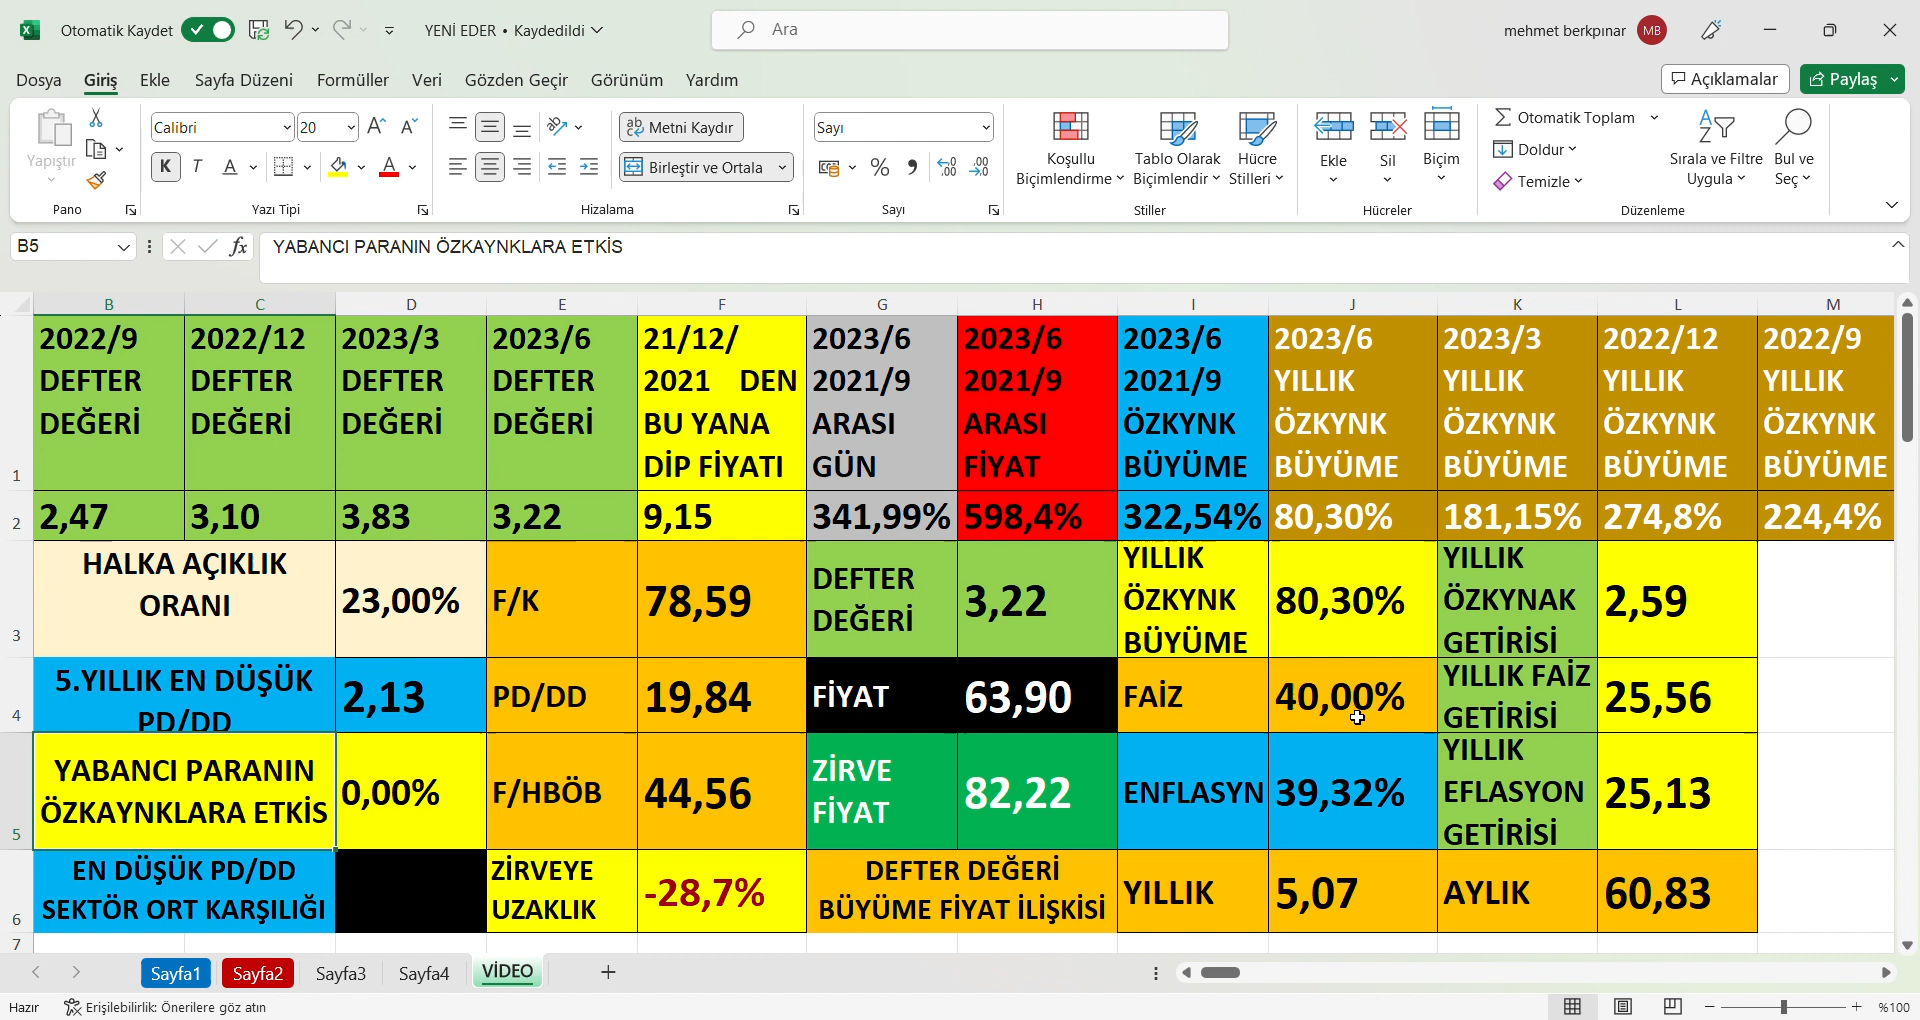 Otomatik Kaydet
YENİ EDER • Kaydedildi
Ara
mehmet berkpınar
MB
Dosya Giriş Ekle Sayfa Düzeni Formüller Veri Gözden Geçir Görünüm Yardım
Açıklamalar
Paylaş
Yapıştır
Pano
Calibri
20
K T A A
Yazı Tipi
Metni Kaydır
Birleştir ve Ortala
Hizalama
Sayı
%
Sayı
Koşullu
Biçimlendirme
Tablo Olarak
Biçimlendir
Hücre
Stilleri
Stiller
Ekle
Sil
Biçim
Hücreler
Otomatik Toplam
Doldur
Temizle
Sırala ve Filtre
Uygula
Bul ve
Seç
Düzenleme
B5
fx
YABANCI PARANIN ÖZKAYNKLARA ETKİS
B C D E F G H I J K L M
1
2022/9
DEFTER
DEĞERİ
2022/12
DEFTER
DEĞERİ
2023/3
DEFTER
DEĞERİ
2023/6
DEFTER
DEĞERİ
21/12/
2021 DEN
BU YANA
DİP FİYATI
2023/6
2021/9
ARASI
GÜN
2023/6
2021/9
ARASI
FİYAT
2023/6
2021/9
ÖZKYNK
BÜYÜME
2023/6
YILLIK
ÖZKYNK
BÜYÜME
2023/3
YILLIK
ÖZKYNK
BÜYÜME
2022/12
YILLIK
ÖZKYNK
BÜYÜME
2022/9
YILLIK
ÖZKYNK
BÜYÜME
2
2,47 3,10 3,83 3,22 9,15 341,99% 598,4% 322,54% 80,30% 181,15% 274,8% 224,4%
3
HALKA AÇIKLIK
ORANI
23,00%
F/K
78,59
DEFTER
DEĞERİ
3,22
YILLIK
ÖZKYNK
BÜYÜME
80,30%
YILLIK
ÖZKYNAK
GETİRİSİ
2,59
4
5.YILLIK EN DÜŞÜK
PD/DD
2,13
PD/DD
19,84
FİYAT
63,90
FAİZ
40,00%
YILLIK FAİZ
GETİRİSİ
25,56
5
YABANCI PARANIN
ÖZKAYNKLARA ETKİS
0,00%
F/HBÖB
44,56
ZİRVE
FİYAT
82,22
ENFLASYN
39,32%
YILLIK
EFLASYON
GETİRİSİ
25,13
6
EN DÜŞÜK PD/DD
SEKTÖR ORT KARŞILIĞI
ZİRVEYE
UZAKLIK
-28,7%
DEFTER DEĞERİ
BÜYÜME FİYAT İLİŞKİSİ
YILLIK
5,07
AYLIK
60,83
7
Sayfa1 Sayfa2 Sayfa3 Sayfa4 VİDEO
Hazır
Erişilebilirlik: Önerilere göz atın
%100